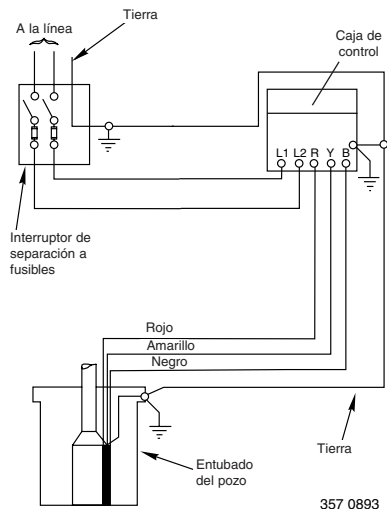 A la línea
Tierra
Caja de
control
L1 L2 R Y B
Interruptor de
separación a
fusibles
Rojo
Amarillo
Negro
Entubado
del pozo
Tierra
357 0893